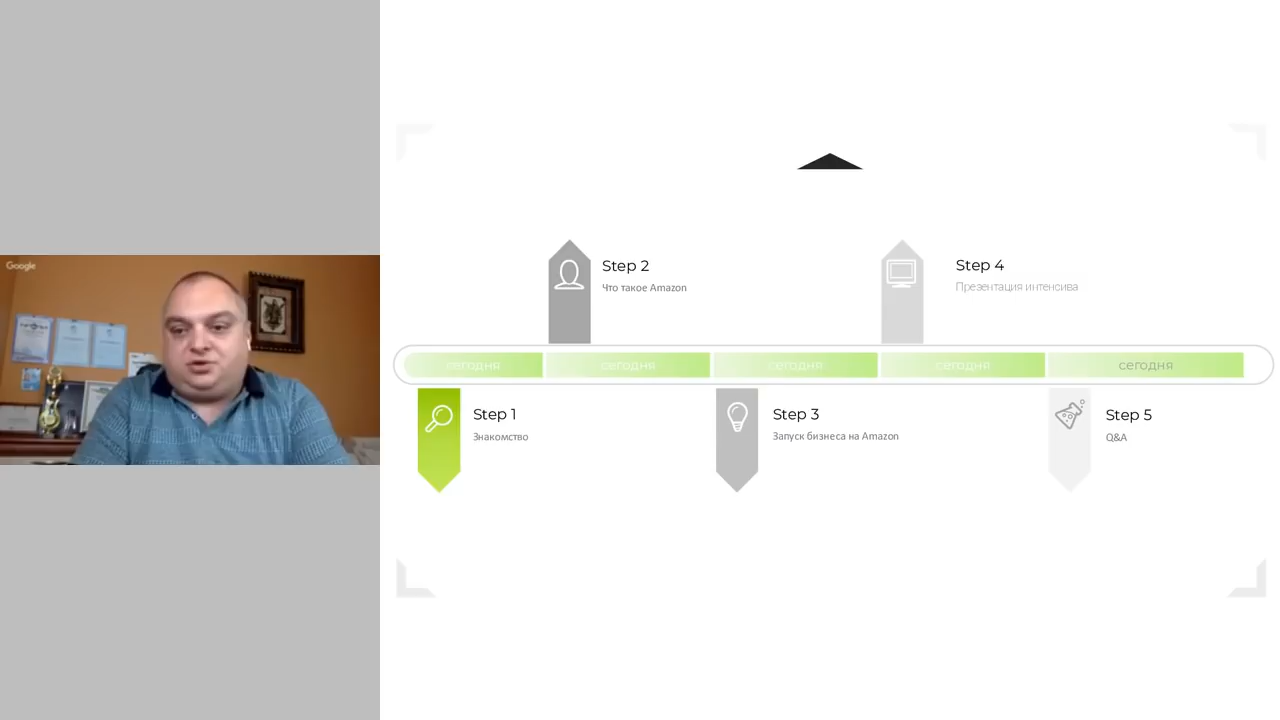 Google
Step 2
Что такое Amazon
Step 4
Презентация интенсива
сегодня
сегодня
сегодня
сегодня
сегодня
Step 1
Знакомство
Step 3
Запуск бизнеса на Amazon
Step 5
Q&A